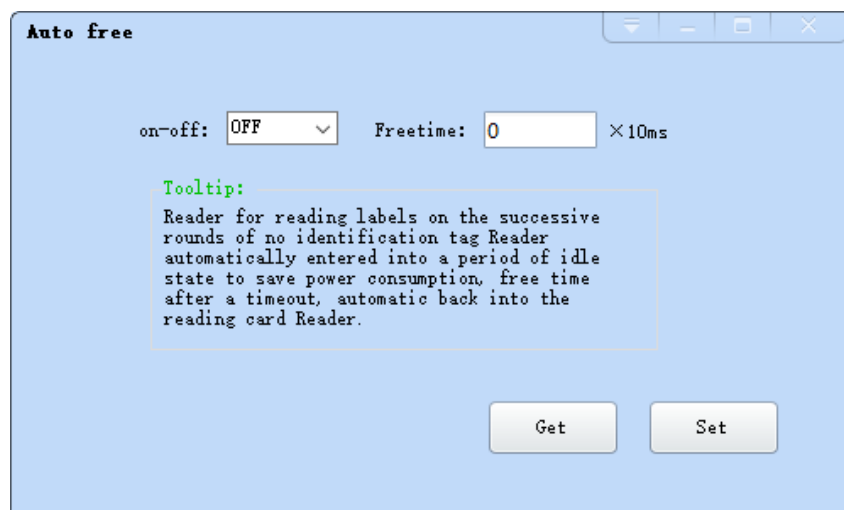 Auto free
on-off: OFF Freetime: 0 ×10ms
Tooltip:
Reader for reading labels on the successive
rounds of no identification tag Reader
automatically entered into a period of idle
state to save power consumption, free time
after a timeout, automatic back into the
reading card Reader.
Get Set